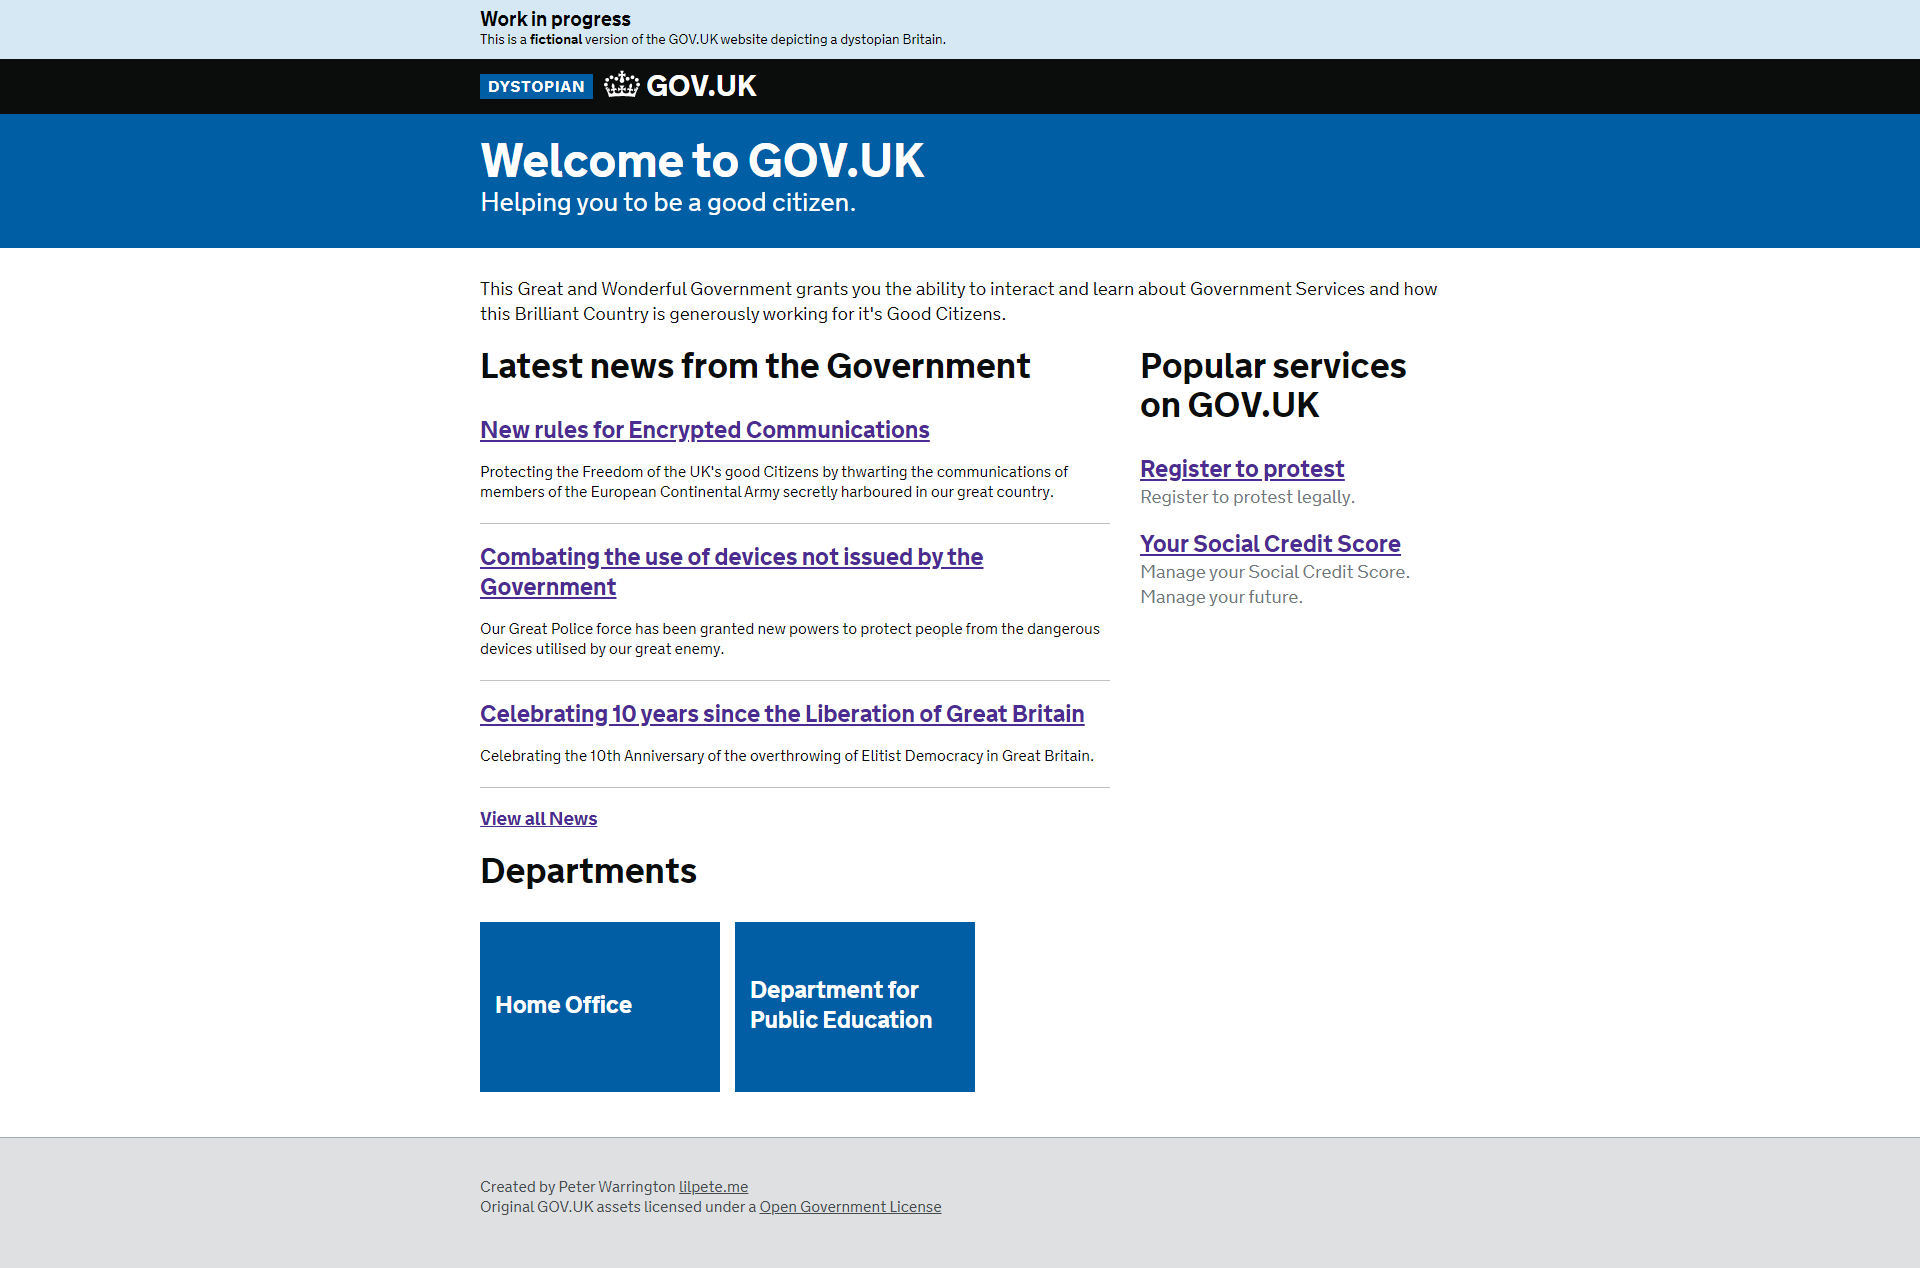 Work in progress
This is a fictional version of the GOV.UK website depicting a dystopian Britain.
DYSTOPIAN GOV.UK
Welcome to GOV.UK
Helping you to be a good citizen.
This Great and Wonderful Government grants you the ability to interact and learn about Government Services and how
this Brilliant Country is generously working for it's Good Citizens.
Latest news from the Government
New rules for Encrypted Communications
Protecting the Freedom of the UK's good Citizens by thwarting the communications of
members of the European Continental Army secretly harboured in our great country.
Combating the use of devices not issued by the
Government
Our Great Police force has been granted new powers to protect people from the dangerous
devices utilised by our great enemy.
Celebrating 10 years since the Liberation of Great Britain
Celebrating the 10th Anniversary of the overthrowing of Elitist Democracy in Great Britain.
View all News
Popular services
on GOV.UK
Register to protest
Register to protest legally.
Your Social Credit Score
Manage your Social Credit Score.
Manage your future.
Departments
Home Office
Department for
Public Education
Created by Peter Warrington lilpete.me
Original GOV.UK assets licensed under a Open Government License